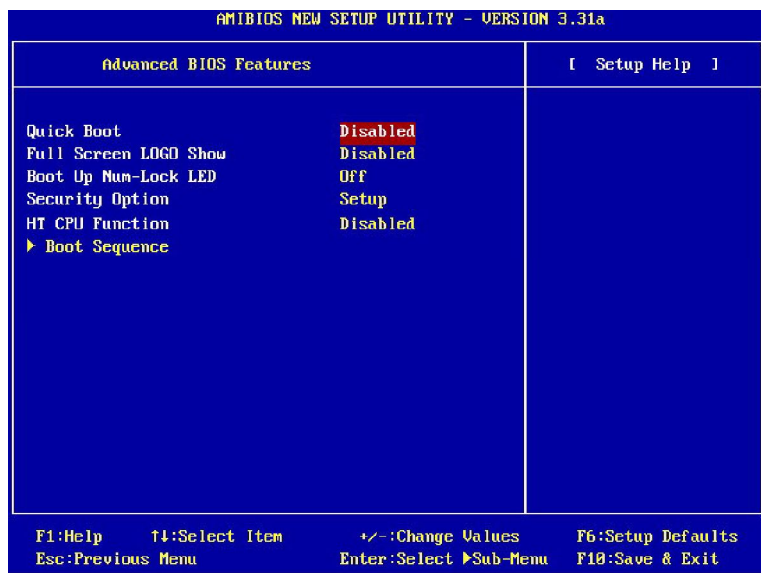 AMIBIOS NEW SETUP UTILITY - VERSION 3.31a
Advanced BIOS Features
[ Setup Help ]
Quick Boot Disabled
Full Screen LOGO Show Disabled
Boot Up Num-Lock LED Off
Security Option Setup
HT CPU Function Disabled
▶ Boot Sequence
F1:Help ↑↓:Select Item +/-:Change Values F6:Setup Defaults
Esc:Previous Menu Enter:Select ▶Sub-Menu F10:Save & Exit